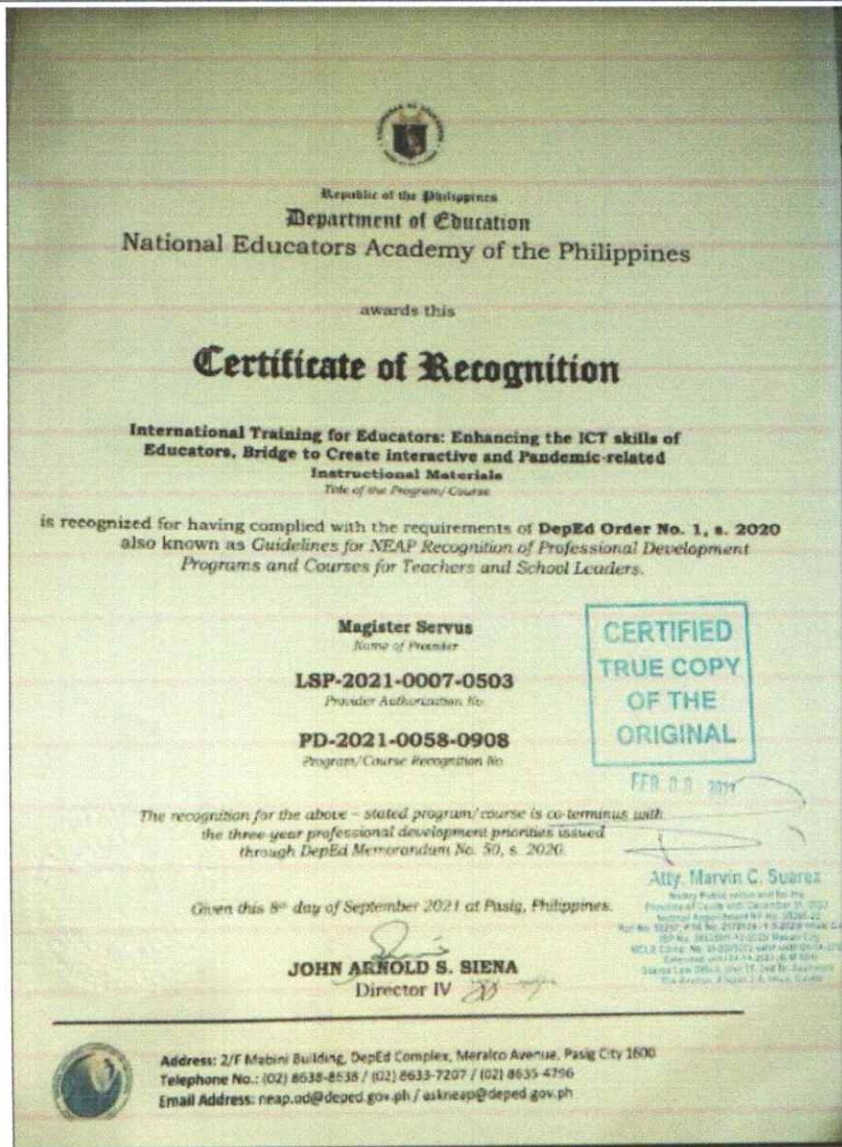 Republic of the Philippines
Department of Education
National Educators Academy of the Philippines
awards this
Certificate of Recognition
International Training for Educators: Enhancing the ICT skills of
Educators, Bridge to Create interactive and Pandemic-related
Instructional Materials
Title of the Program/Course
is recognized for having complied with the requirements of DepEd Order No. 1, s. 2020
also known as Guidelines for NEAP Recognition of Professional Development
Programs and Courses for Teachers and School Leaders.
Magister Servus
Name of Provider
LSP-2021-0007-0503
Provider Authorization No
PD-2021-0058-0908
Program/Course Recognition No
CERTIFIED
TRUE COPY
OF THE
ORIGINAL
FEB
The recognition for the above – stated program/course is co-terminus with
the three-year professional development priorities issued
through DepEd Memorandum No. 50, s. 2020.
Atty. Marvin C. Suarez
Given this 8th day of September 2021 at Pasig, Philippines.
JOHN ARNOLD S. SIENA
Director IV
Address: 2/F Mabini Building, DepEd Complex, Meralco Avenue, Pasig City 1600
Telephone No.: (02) 8638-8638 / (02) 8633-7207 / (02) 8635-4796
Email Address: neap.od@deped.gov.ph / askneap@deped.gov.ph